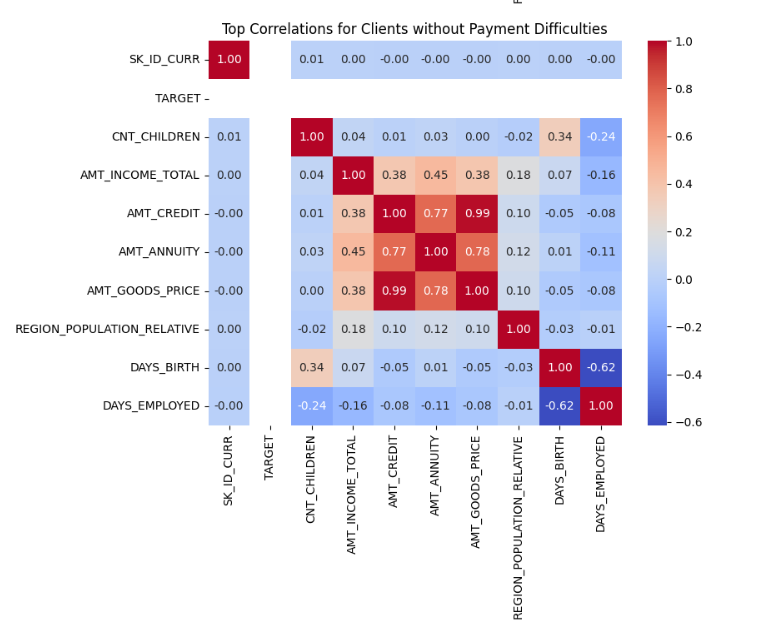 Top Correlations for Clients without Payment Difficulties
SK_ID_CURR 1.00 0.01 0.00 -0.00 -0.00 -0.00 0.00 0.00 -0.00
TARGET
CNT_CHILDREN 0.01 1.00 0.04 0.01 0.03 0.00 -0.02 0.34 -0.24
AMT_INCOME_TOTAL 0.00 0.04 1.00 0.38 0.45 0.38 0.18 0.07 -0.16
AMT_CREDIT -0.00 0.01 0.38 1.00 0.77 0.99 0.10 -0.05 -0.08
AMT_ANNUITY -0.00 0.03 0.45 0.77 1.00 0.78 0.12 0.01 -0.11
AMT_GOODS_PRICE -0.00 0.00 0.38 0.99 0.78 1.00 0.10 -0.05 -0.08
REGION_POPULATION_RELATIVE 0.00 -0.02 0.18 0.10 0.12 0.10 1.00 -0.03 -0.01
DAYS_BIRTH 0.00 0.34 0.07 -0.05 0.01 -0.05 -0.03 1.00 -0.62
DAYS_EMPLOYED -0.00 -0.24 -0.16 -0.08 -0.11 -0.08 -0.01 -0.62 1.00
SK_ID_CURR
TARGET
CNT_CHILDREN
AMT_INCOME_TOTAL
AMT_CREDIT
AMT_ANNUITY
AMT_GOODS_PRICE
REGION_POPULATION_RELATIVE
DAYS_BIRTH
DAYS_EMPLOYED
1.0
0.8
0.6
0.4
0.2
0.0
−0.2
−0.4
−0.6